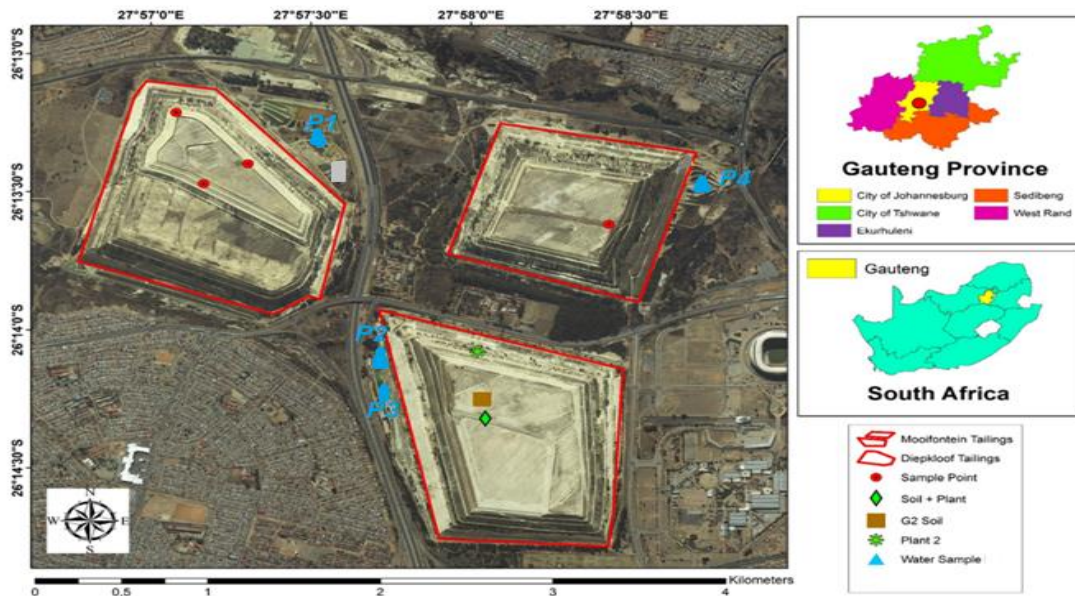 27°57'0"E 27°57'30"E 27°58'0"E 27°58'30"E
26°13'0"S
26°13'30"S
26°14'0"S
26°14'30"S
P1
P4
P2
P3
N
W E
S
0 0.5 1 2 3 4
Kilometers
Gauteng Province
City of Johannesburg
Sedibeng
City of Tshwane
West Rand
Ekurhuleni
Gauteng
South Africa
Mooifontein Tailings
Diepkloof Tailings
Sample Point
Soil + Plant
G2 Soil
Plant 2
Water Sample